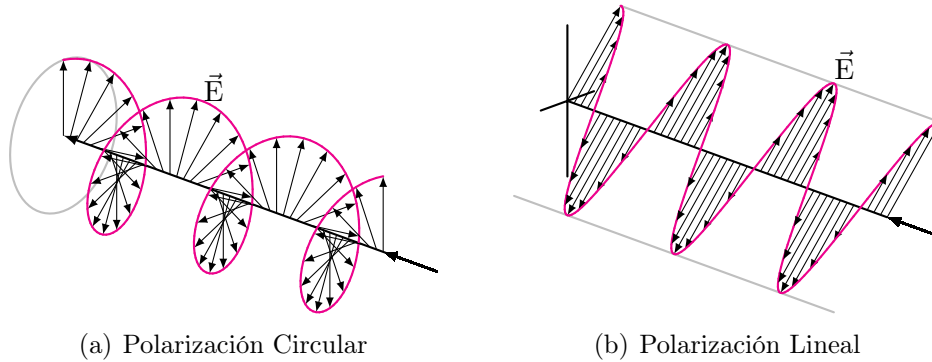 E⃗
E⃗
(a) Polarización Circular
(b) Polarización Lineal